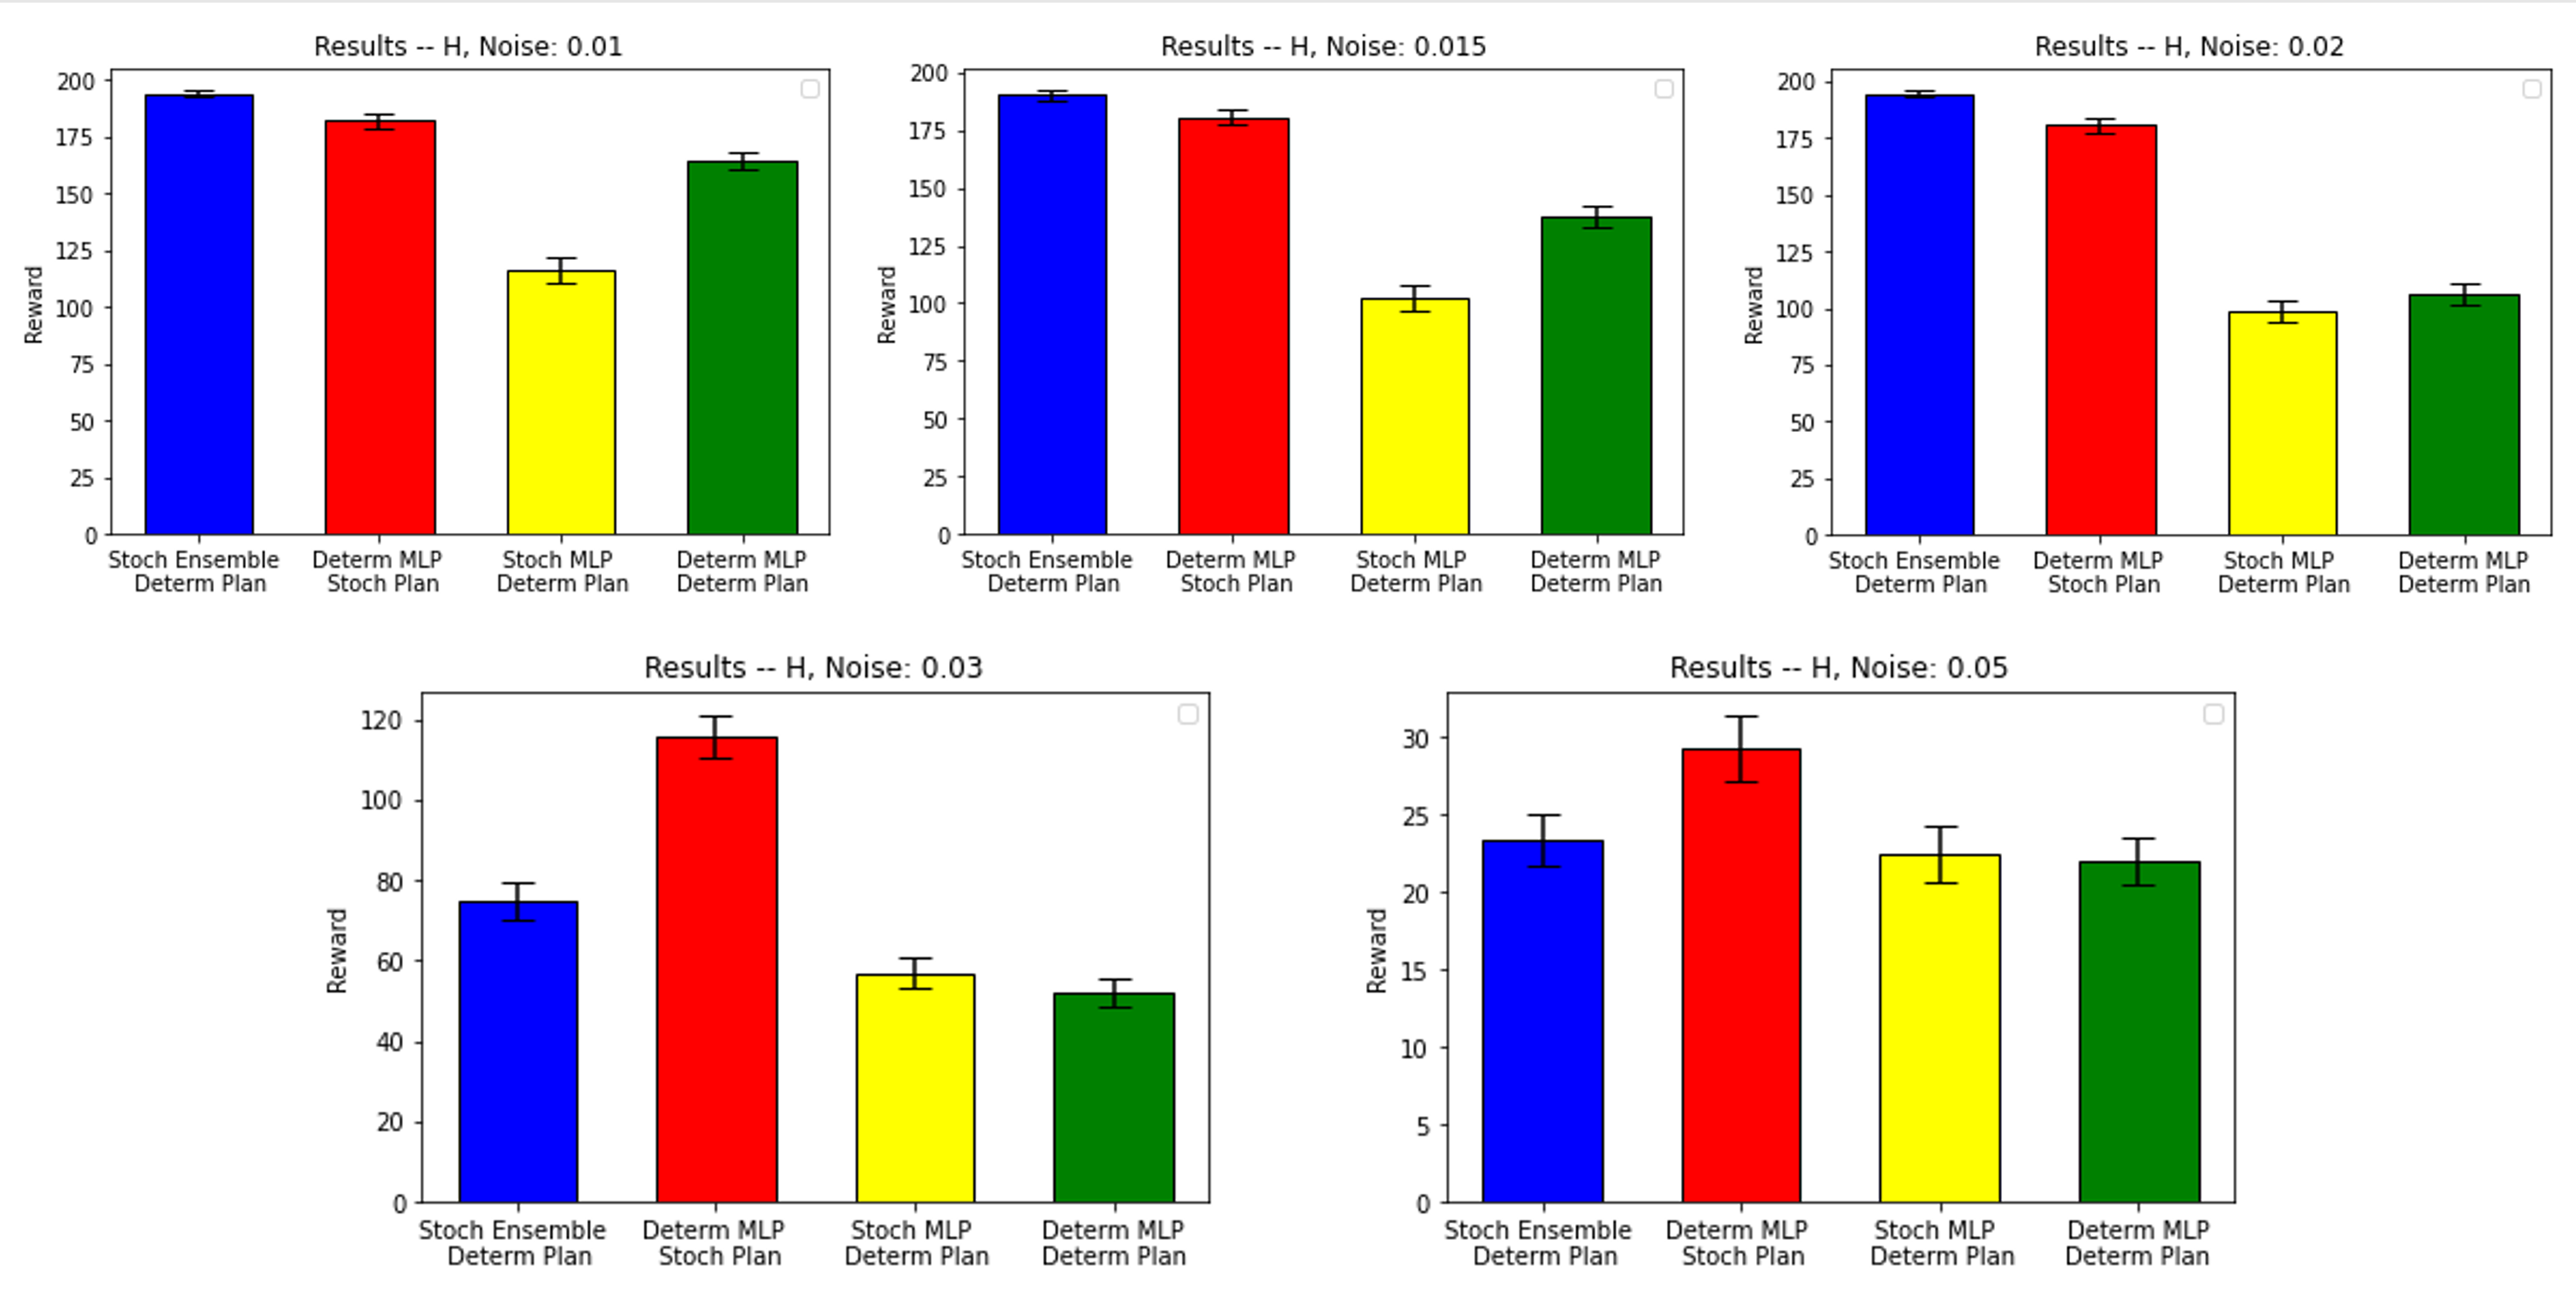 Results -- H, Noise: 0.01
200
175
150
125
100
75
50
25
0
Reward
Stoch Ensemble
Determ Plan
Determ MLP
Stoch Plan
Stoch MLP
Determ Plan
Determ MLP
Determ Plan
Results -- H, Noise: 0.015
200
175
150
125
100
75
50
25
0
Reward
Stoch Ensemble
Determ Plan
Determ MLP
Stoch Plan
Stoch MLP
Determ Plan
Determ MLP
Determ Plan
Results -- H, Noise: 0.02
200
175
150
125
100
75
50
25
0
Reward
Stoch Ensemble
Determ Plan
Determ MLP
Stoch Plan
Stoch MLP
Determ Plan
Determ MLP
Determ Plan
Results -- H, Noise: 0.03
120
100
80
60
40
20
0
Reward
Stoch Ensemble
Determ Plan
Determ MLP
Stoch Plan
Stoch MLP
Determ Plan
Determ MLP
Determ Plan
Results -- H, Noise: 0.05
30
25
20
15
10
5
0
Reward
Stoch Ensemble
Determ Plan
Determ MLP
Stoch Plan
Stoch MLP
Determ Plan
Determ MLP
Determ Plan